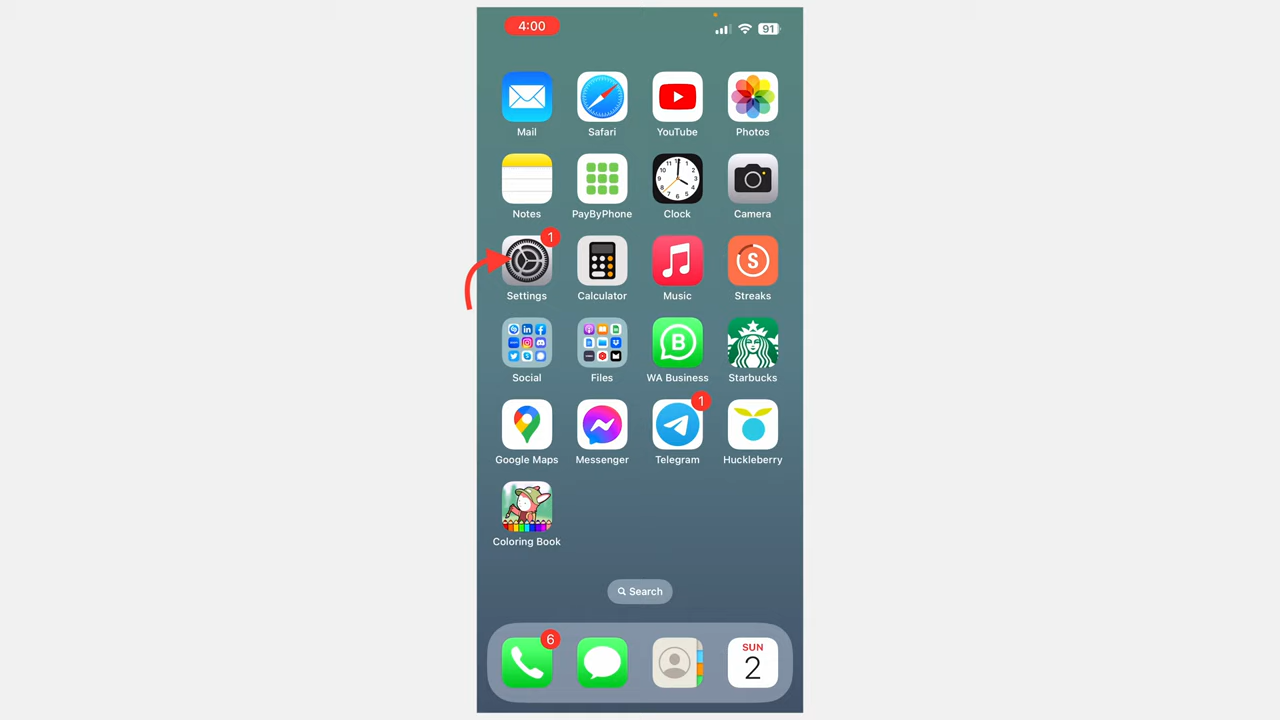 4:00
91
Mail Safari YouTube Photos
Notes PayByPhone Clock Camera
1
Settings Calculator Music Streaks
Social Files WA Business Starbucks
1
Google Maps Messenger Telegram Huckleberry
Coloring Book
Search
6
SUN
2